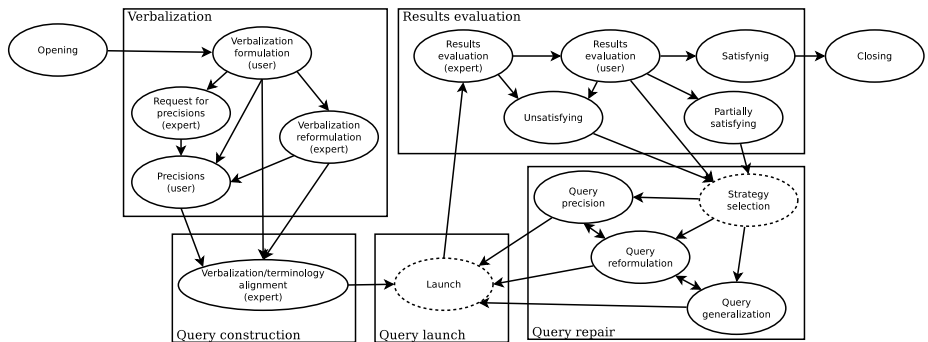 Verbalization
Results evaluation
Opening
Verbalization
formulation
(user)
Results
evaluation
(expert)
Results
evaluation
(user)
Satisfynig
Closing
Request for
precisions
(expert)
Verbalization
reformulation
(expert)
Unsatisfying
Partially
satisfying
Precisions
(user)
Query
precision
Strategy
selection
Query
reformulation
Verbalization/terminology
alignment
(expert)
Launch
Query
generalization
Query construction
Query launch
Query repair